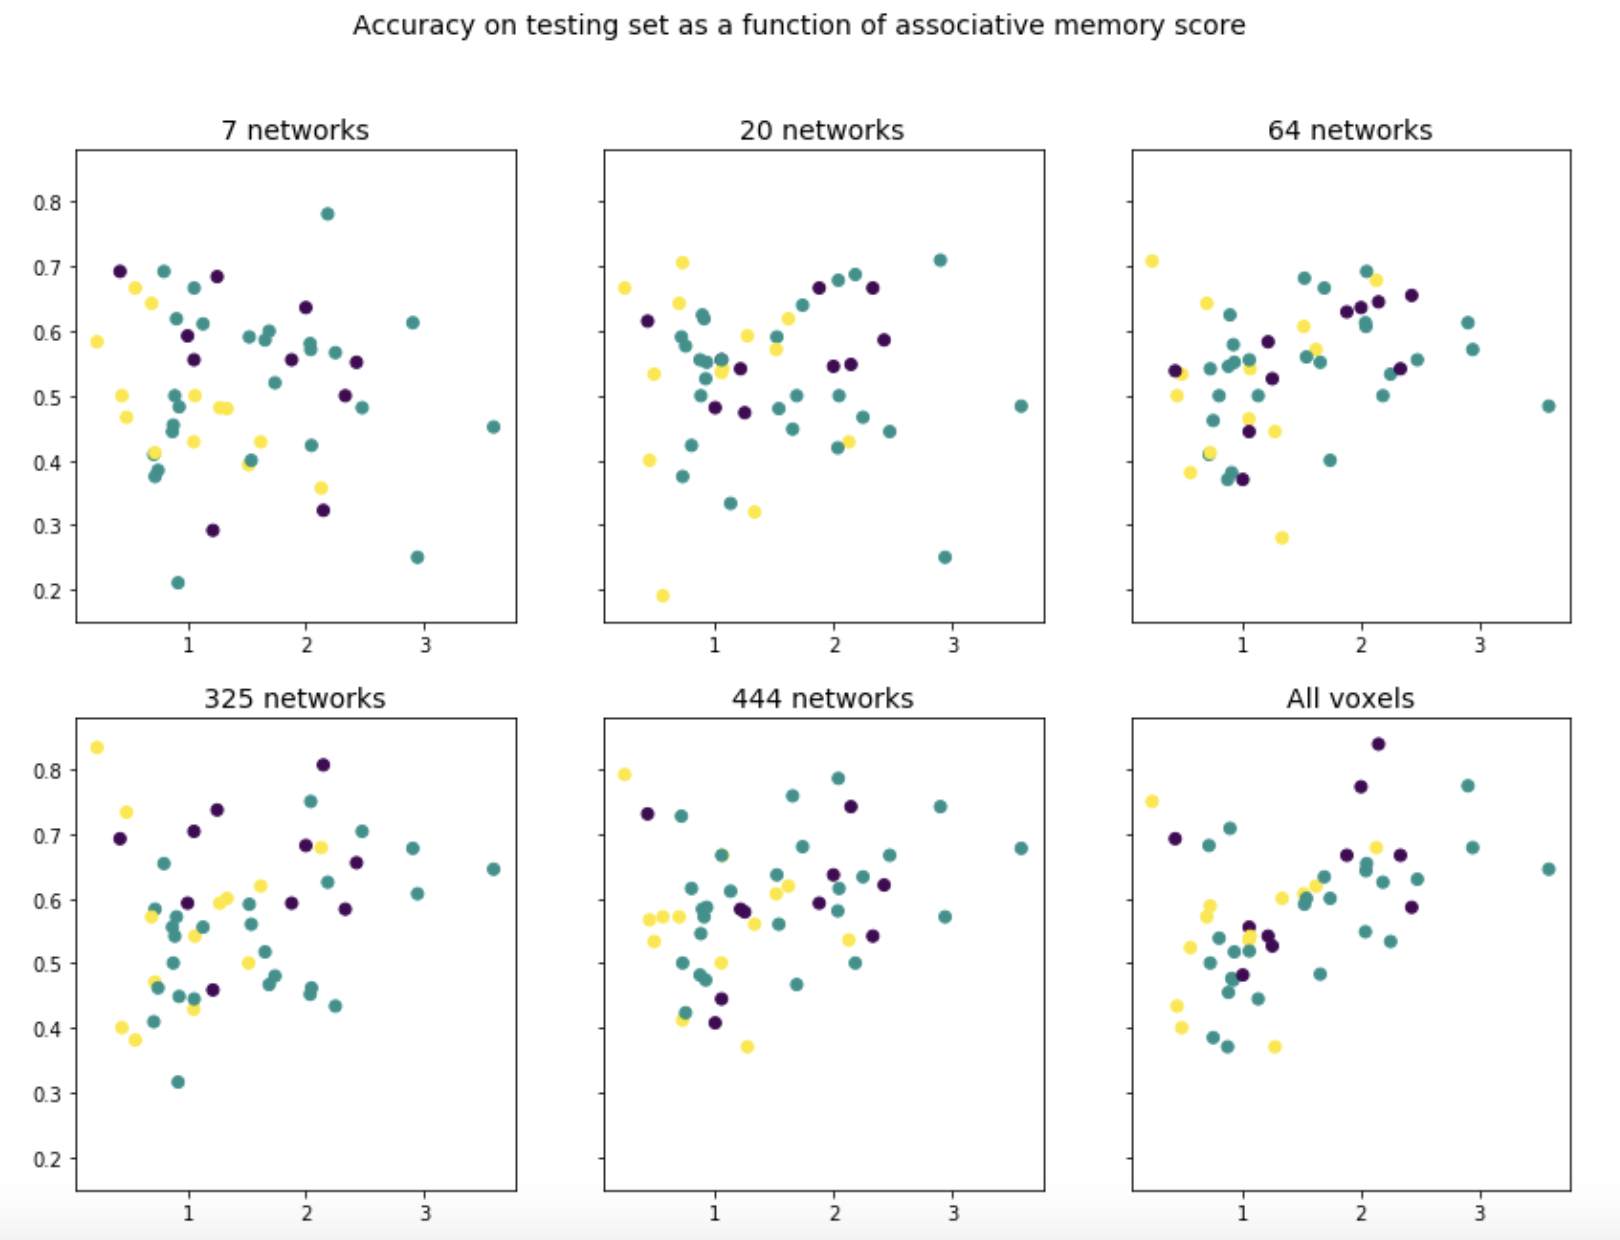 Accuracy on testing set as a function of associative memory score
7 networks
20 networks
64 networks
0.8
0.7
0.6
0.5
0.4
0.3
0.2
1 2 3
1 2 3
1 2 3
325 networks
444 networks
All voxels
0.8
0.7
0.6
0.5
0.4
0.3
0.2
1 2 3
1 2 3
1 2 3